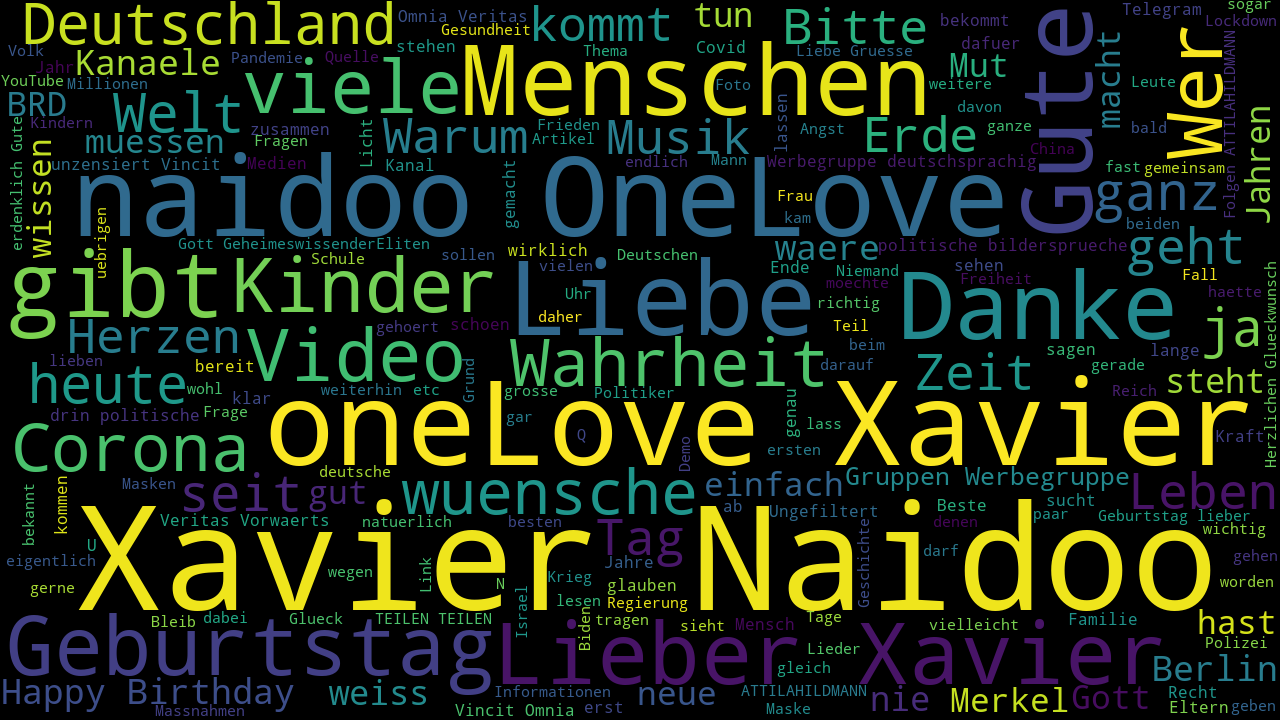 Deutschland
Omnia Veritas
Gesundheit
kommt
tun
Bitte
bekommt
Telegram
sogar
Lockdown
Volk
Jahr
Kanaele
stehen
Pandemie
Quelle
viele
Menschen
Thema
Covid
Liebe Gruesse
dafuer
Mut
Gute
macht
Wer
YouTube
Millionen
BRD
Welt
Foto
weitere
Leute
ATTILAHILDMANN
Kindern
muessen
zusammen
Fragen
Licht
Warum
Frieden
Artikel
Musik
lassen
Angst
Erde
davon
ganze
bald
Jahren
erdenklich Gute
wissen
unzensiert Vincit
Medien
Kanal
endlich
Mann
Werbegruppe deutschsprachig
China
fast
gemeinsam
Folgen
naidoo
gemacht
OneLove
Frau
kam
ganz
beiden
uebrigen
Gott GeheimeswissenderEliten
Schule
sollen
wirklich
vielen
Deutschen
waere
politische bildersprueche
geht
gibt
Kinder
Liebe
Uhr
daher
Ende
Niemand
moechte
richtig
Teil
sehen
Freiheit
Danke
Fall
haette
Herzlichen Glueckwunsch
Herzen
gehoert
schoen
beim
ja
lieben
bereit
Video
Wahrheit
darauf
Zeit
sagen
lange
gerade
heute
wohl
klar
weiterhin etc
Grund
grosse
Politiker
Reich
steht
drin politische
Frage
oneLove
gar
Q
genau
lass
Xavier
Kraft
Corona
deutsche
Demo
ersten
Masken
seit
gut
wuensche
einfach
Gruppen Werbegruppe
Leben
bekannt
kommen
ab
Ungefiltert
Beste
sucht
paar
Geburtstag lieber
Veritas Vorwaerts
natuerlich
besten
Tag
denen
wichtig
U
eigentlich
Xavier Naidoo
Geschichte
darf
gehen
wegen
Link
Jahre
Krieg
N
glauben
gerne
lesen
Regierung
worden
Bleib
dabei
Glueck
TEILEN TEILEN
Israel
Biden
tragen
sieht
Mensch
Tage
vielleicht
Familie
hast
Geburtstag
Lieber Xavier
Lieder
gleich
Polizei
Berlin
Happy Birthday
Massnahmen
weiss
Informationen
Vincit Omnia
erst
neue
ATTILAHILDMANN
Maske
nie
Merkel
Gott
Recht
Eltern
geben